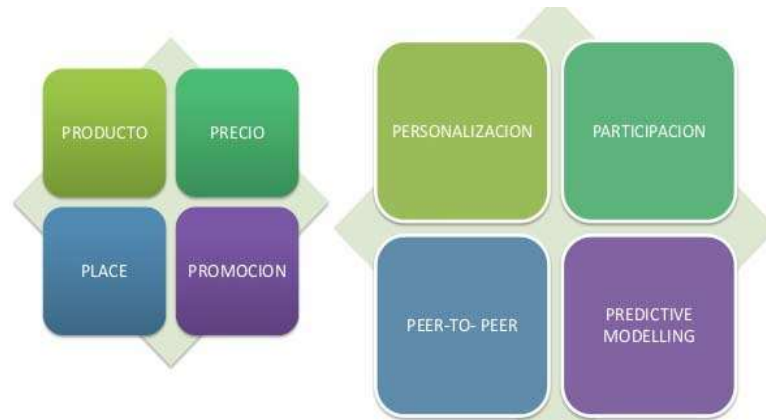 PRODUCTO
PRECIO
PLACE
PROMOCION
PERSONALIZACION
PARTICIPACION
PEER-TO- PEER
PREDICTIVE
MODELLING